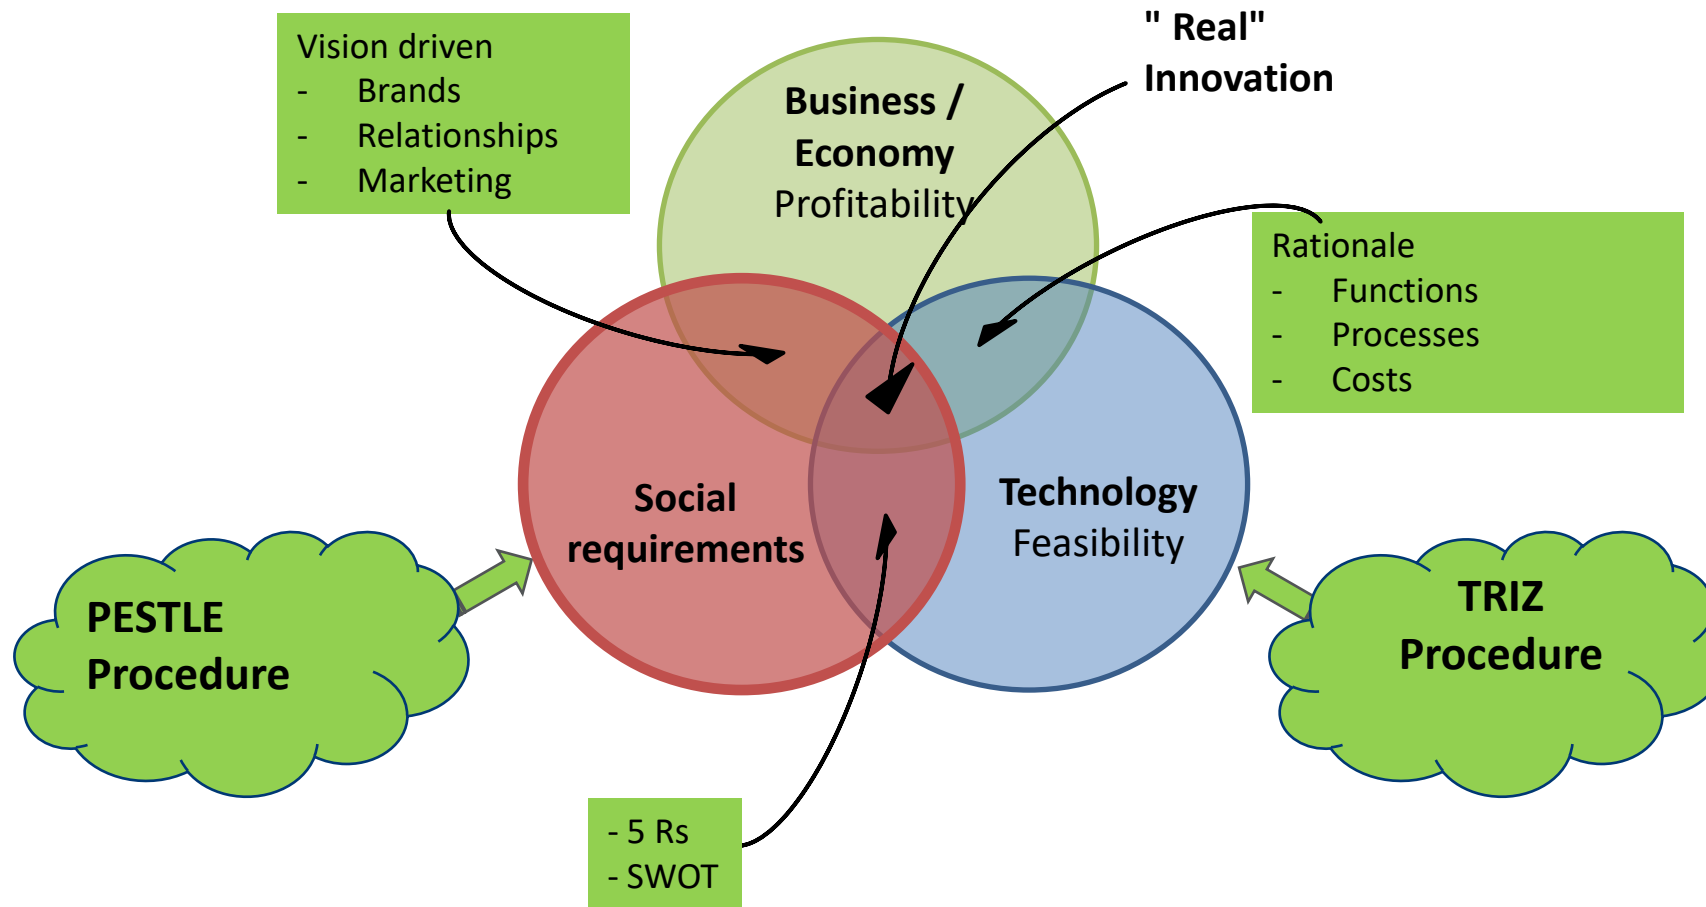 " Real"
Innovation
Vision driven
- Brands
- Relationships
- Marketing
Business /
Economy
Profitability
Rationale
- Functions
- Processes
- Costs
Social
requirements
Technology
Feasibility
PESTLE
Procedure
TRIZ
Procedure
- 5 Rs
- SWOT